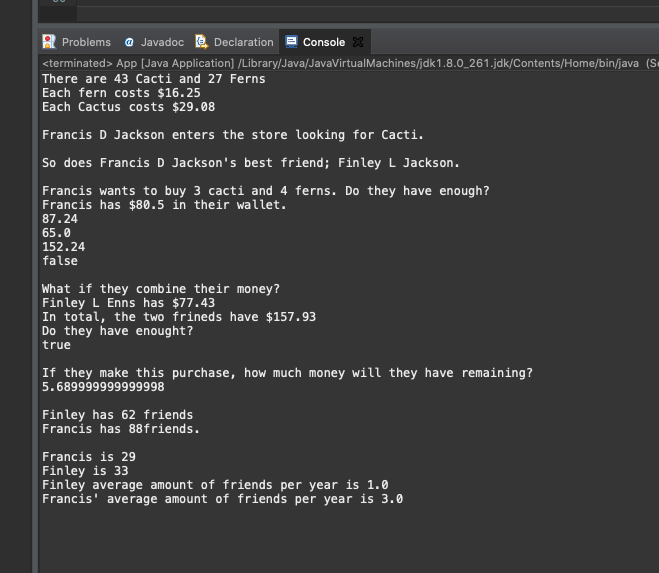 Problems Javadoc Declaration Console
<terminated> App [Java Application] /Library/Java/JavaVirtualMachines/jdk1.8.0_261.jdk/Contents/Home/bin/java (Se
There are 43 Cacti and 27 Ferns
Each fern costs $16.25
Each Cactus costs $29.08
Francis D Jackson enters the store looking for Cacti.
So does Francis D Jackson's best friend; Finley L Jackson.
Francis wants to buy 3 cacti and 4 ferns. Do they have enough?
Francis has $80.5 in their wallet.
87.24
65.0
152.24
false
What if they combine their money?
Finley L Enns has $77.43
In total, the two frineds have $157.93
Do they have enought?
true
If they make this purchase, how much money will they have remaining?
5.689999999999998
Finley has 62 friends
Francis has 88friends.
Francis is 29
Finley is 33
Finley average amount of friends per year is 1.0
Francis' average amount of friends per year is 3.0